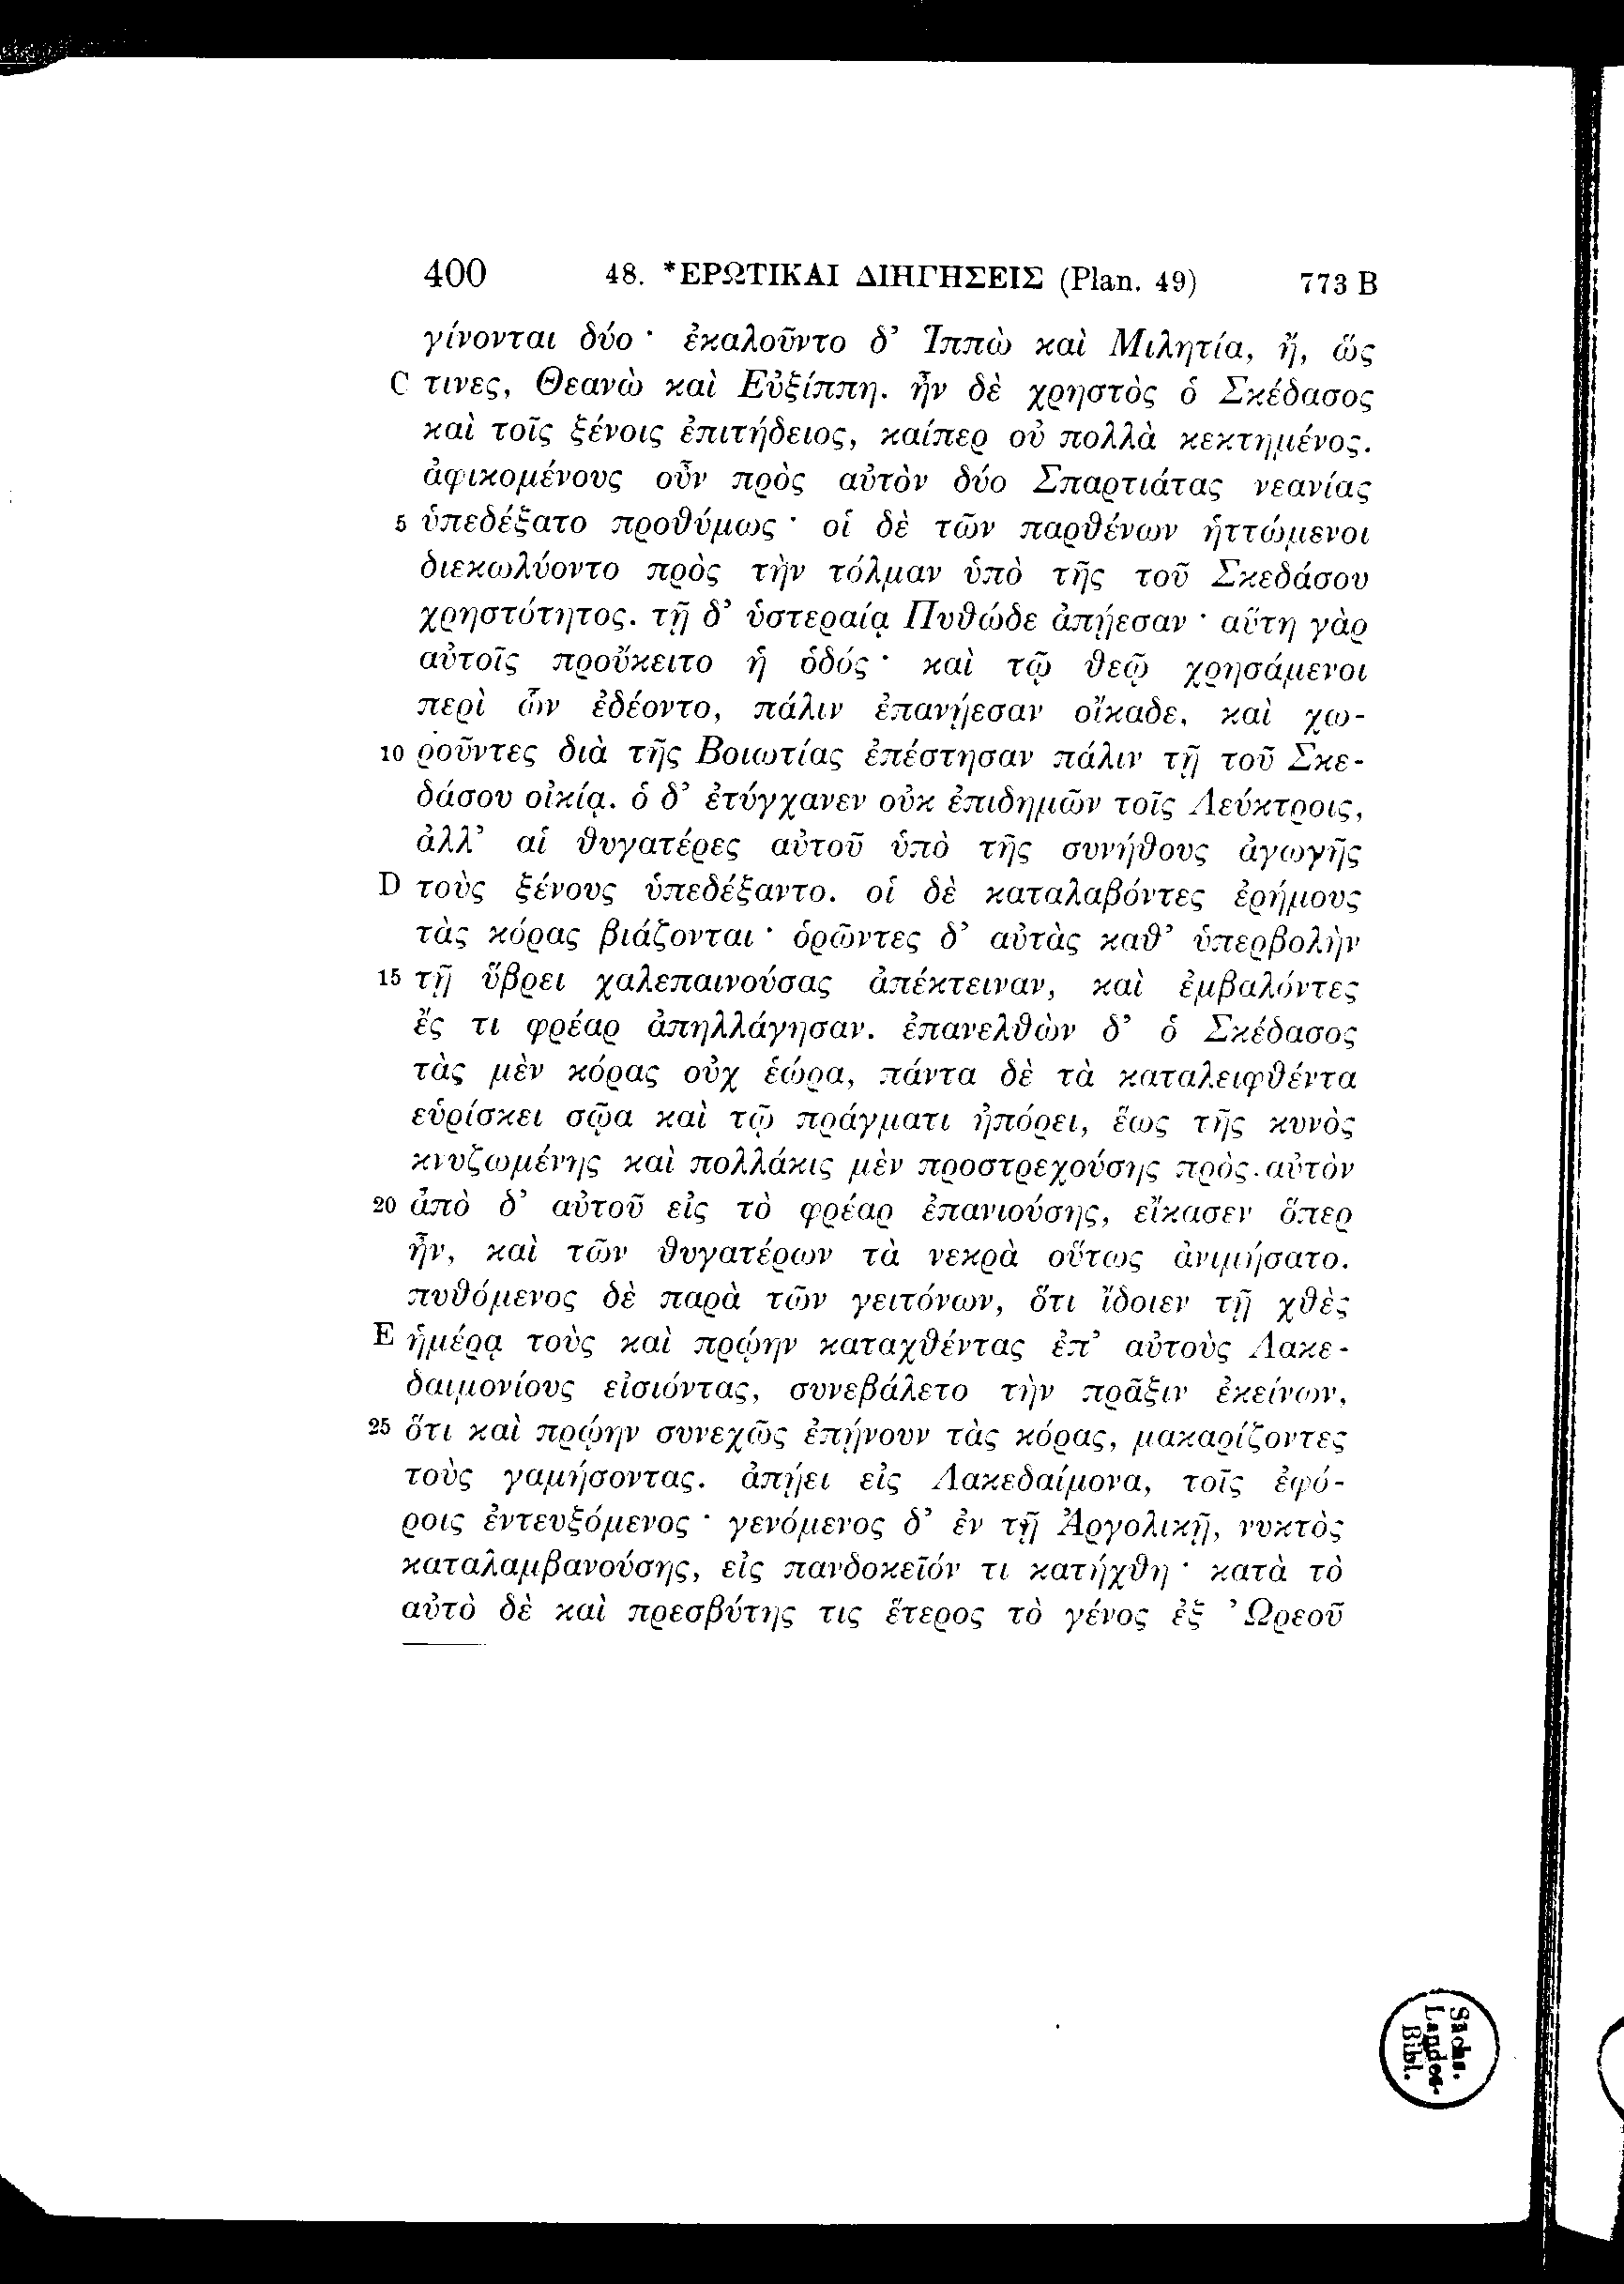 400 48. *ΕΡΩΤΙΚΑΙ ΔΙΗΓΗΣΕΙΣ (Plan. 49) 773 B
γίνονται δύο· ἐκαλοῦντο δ’ Ἱππὼ καὶ Μιλητία, ἤ, ὥς
C τινες, Θεανὼ καὶ Εὐξίππη. ἦν δὲ χρηστὸς ὁ Σκέδασος
καὶ τοῖς ξένοις ἐπιτήδειος, καίπερ οὐ πολλὰ κεκτημένος.
ἀφικομένους οὖν πρὸς αὐτὸν δύο Σπαρτιάτας νεανίας
5 ὑπεδέξατο προθύμως· οἱ δὲ τῶν παρθένων ἡττώμενοι
διεκωλύοντο πρὸς τὴν τόλμαν ὑπὸ τῆς τοῦ Σκεδάσου
χρηστότητος. τῇ δ’ ὑστεραίᾳ Πυθώδε ἀπῄεσαν· αὕτη γὰρ
αὐτοῖς προὔκειτο ἡ ὁδός· καὶ τῷ θεῷ χρησάμενοι
περὶ ὧν ἐδέοντο, πάλιν ἐπανῄεσαν οἴκαδε, καὶ χω-
10 ροῦντες διὰ τῆς Βοιωτίας ἐπέστησαν πάλιν τῇ τοῦ Σκε-
δάσου οἰκίᾳ. ὁ δ’ ἐτύγχανεν οὐκ ἐπιδημῶν τοῖς Λεύκτροις,
ἀλλ’ αἱ θυγατέρες αὐτοῦ ὑπὸ τῆς συνήθους ἀγωγῆς
D τοὺς ξένους ὑπεδέξαντο. οἱ δὲ καταλαβόντες ἐρήμους
τὰς κόρας βιάζονται· ὁρῶντες δ’ αὐτὰς καθ’ ὑπερβολὴν
15 τῇ ὕβρει χαλεπαινούσας ἀπέκτειναν, καὶ ἐμβαλόντες
ἔς τι φρέαρ ἀπηλλάγησαν. ἐπανελθὼν δ’ ὁ Σκέδασος
τὰς μὲν κόρας οὐχ ἑώρα, πάντα δὲ τὰ καταλειφθέντα
εὑρίσκει σῷα καὶ τῷ πράγματι ἠπόρει, ἕως τῆς κυνὸς
κνυζωμένης καὶ πολλάκις μὲν προστρεχούσης πρὸς αὐτὸν
20 ἀπὸ δ’ αὐτοῦ εἰς τὸ φρέαρ ἐπανιούσης, εἴκασεν ὅπερ
ἦν, καὶ τῶν θυγατέρων τὰ νεκρὰ οὕτως ἀνιμήσατο.
πυθόμενος δὲ παρὰ τῶν γειτόνων, ὅτι ἴδοιεν τῇ χθὲς
E ἡμέρᾳ τοὺς καὶ πρῴην καταχθέντας ἐπ’ αὐτοὺς Λακε-
δαιμονίους εἰσιόντας, συνεβάλετο τὴν πρᾶξιν ἐκείνων,
25 ὅτι καὶ πρῴην συνεχῶς ἐπῄνουν τὰς κόρας, μακαρίζοντες
τοὺς γαμήσοντας. ἀπῄει εἰς Λακεδαίμονα, τοῖς ἐφό-
ροις ἐντευξόμενος· γενόμενος δ’ ἐν τῇ Ἀργολικῇ, νυκτὸς
καταλαμβανούσης, εἰς πανδοκεῖόν τι κατήχθη· κατὰ τὸ
αὐτὸ δὲ καὶ πρεσβύτης τις ἕτερος τὸ γένος ἐξ Ὠρεοῦ
Sächs.
Landes-
Bibl.